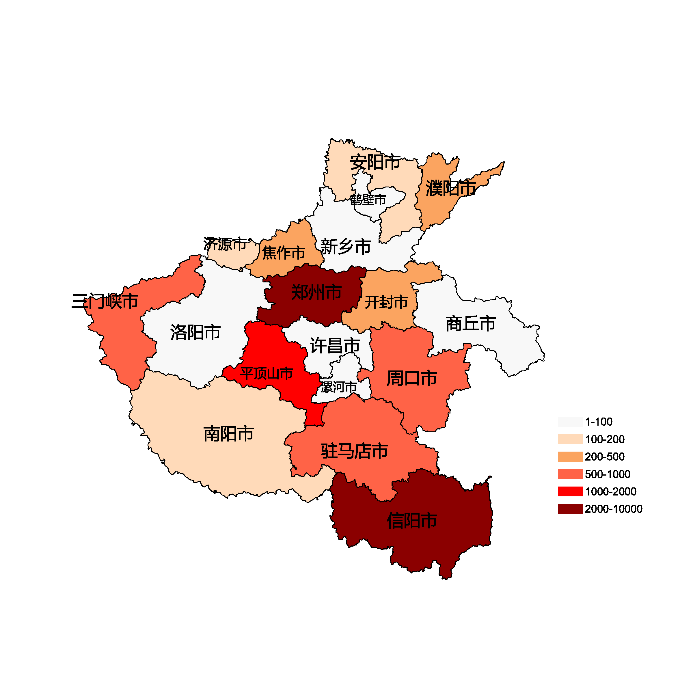 安阳市
濮阳市
鹤壁市
济源市
焦作市
新乡市
三门峡市
郑州市
开封市
洛阳市
商丘市
许昌市
平顶山市
漯河市
周口市
南阳市
驻马店市
信阳市
1-100
100-200
200-500
500-1000
1000-2000
2000-10000